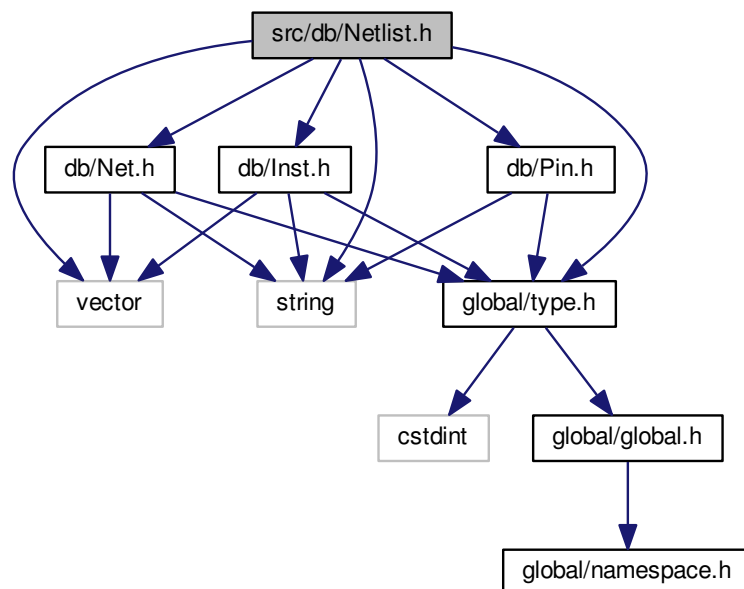 src/db/Netlist.h
db/Net.h
db/Inst.h
db/Pin.h
vector
string
global/type.h
cstdint
global/global.h
global/namespace.h